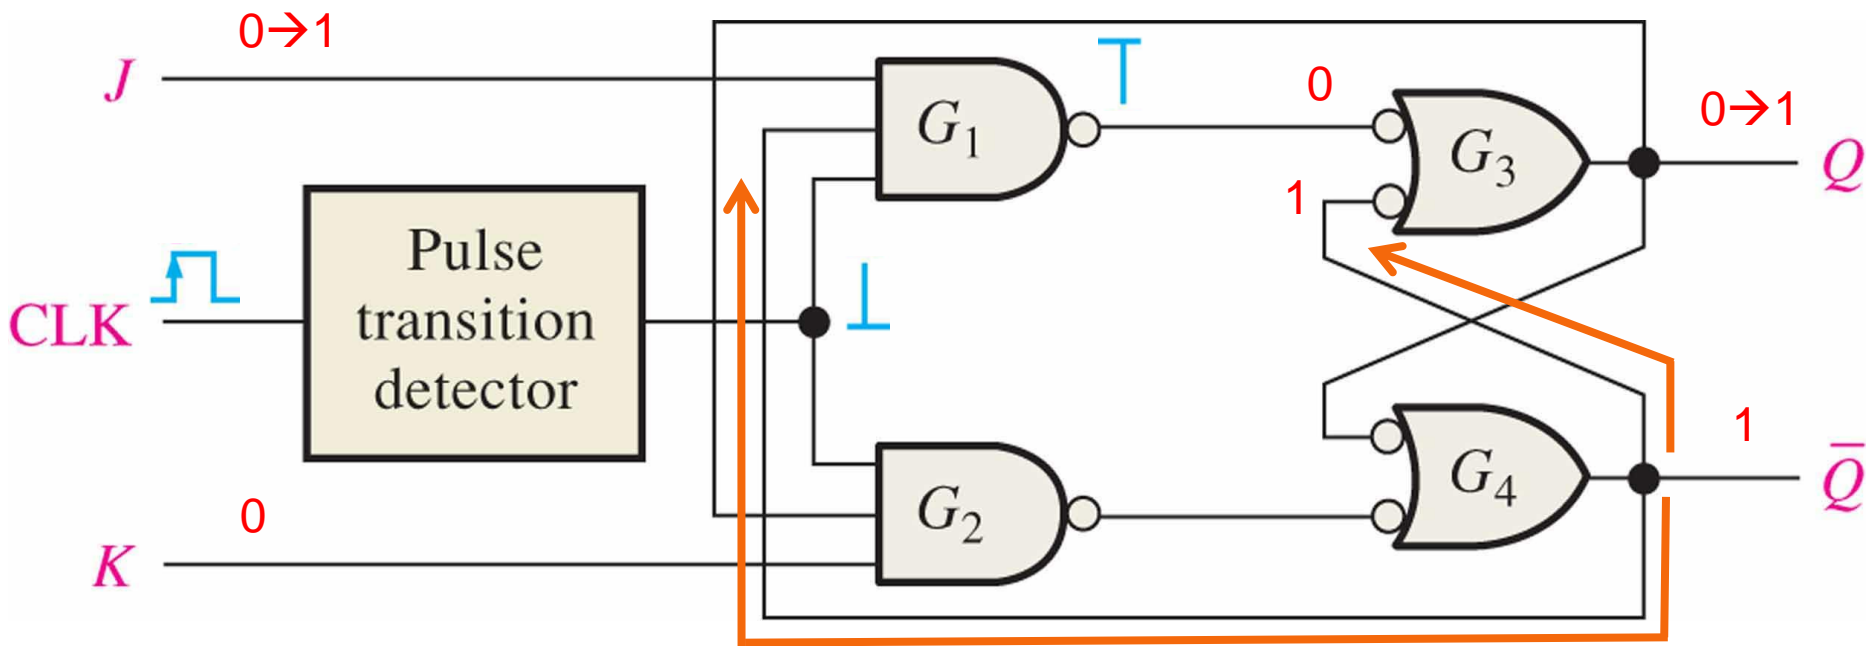 0→1
J
G₁
0
G₃
0→1
Q
1
Pulse
transition
detector
CLK
1
G₄
Q̅
0
G₂
K